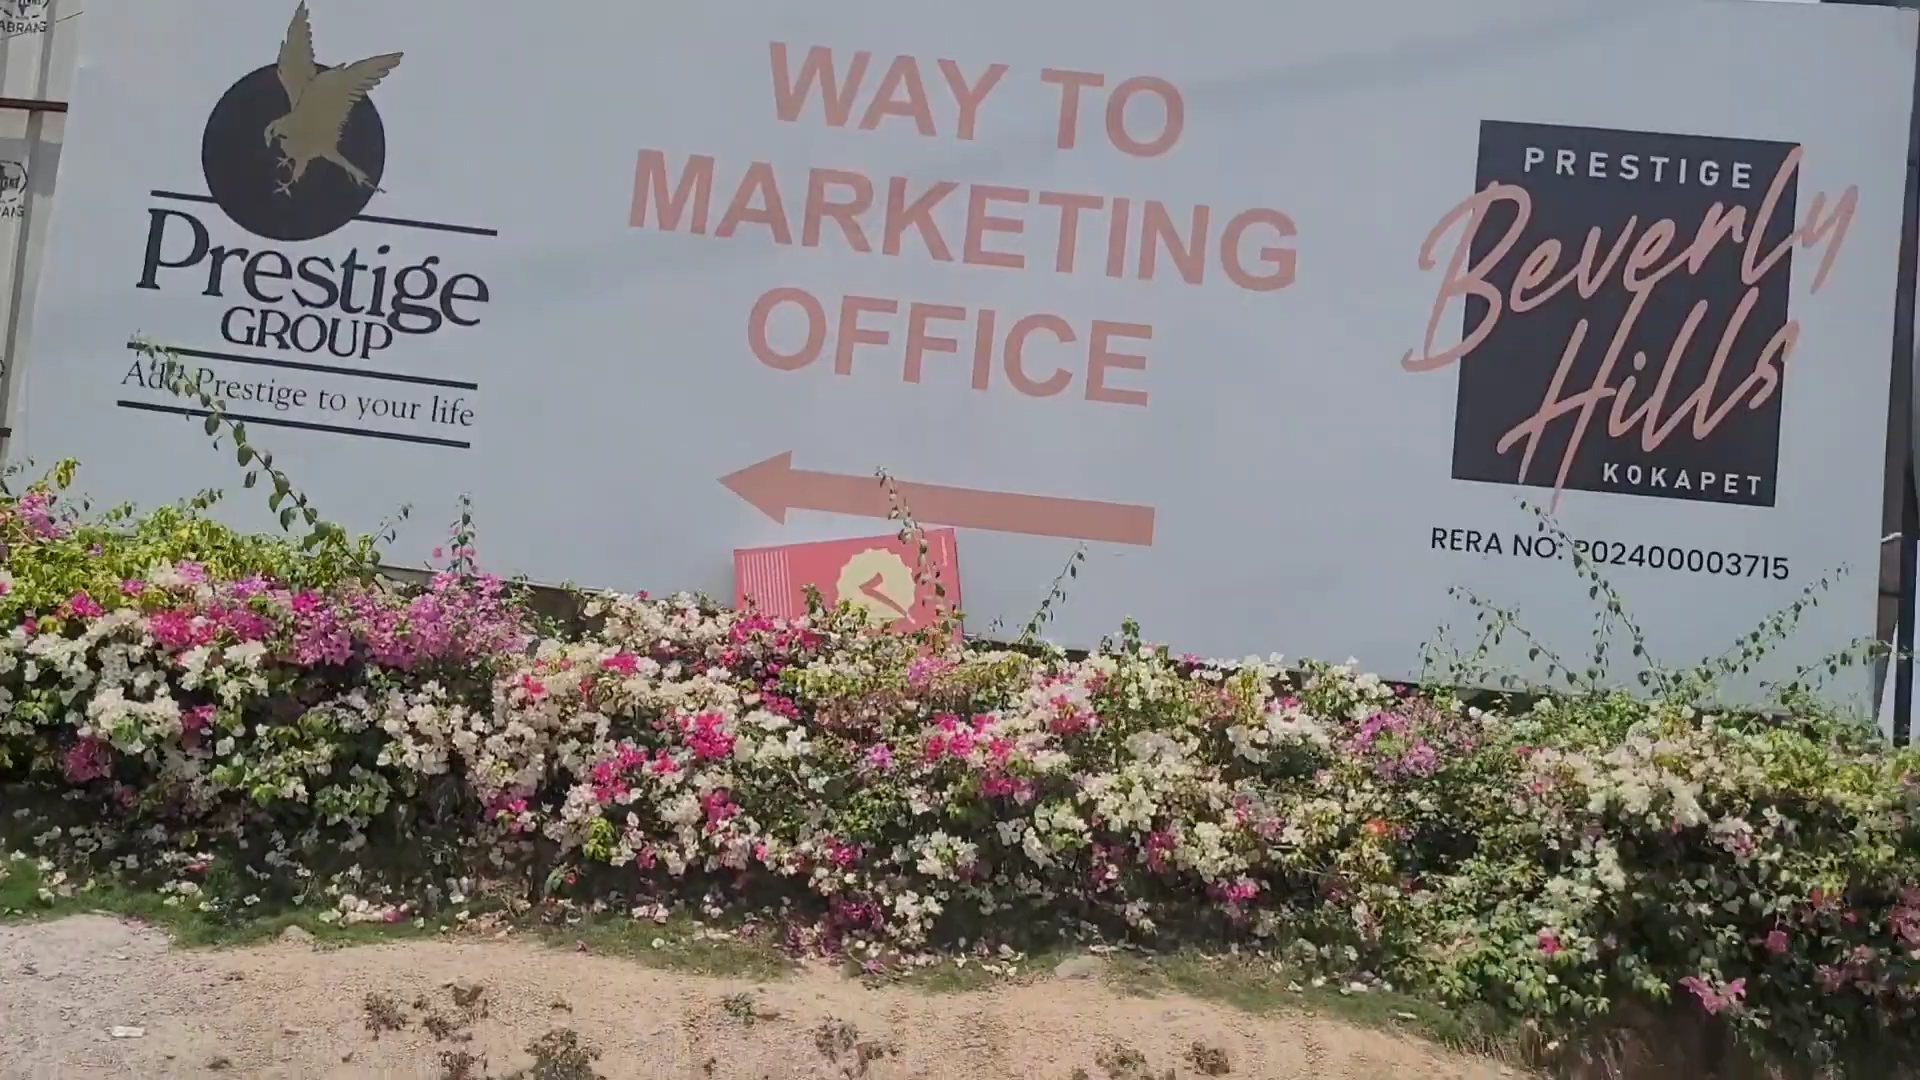 Prestige
GROUP
Add Prestige to your life
WAY TO
MARKETING
OFFICE
PRESTIGE
Beverly
Hills
KOKAPET
RERA NO: P02400003715